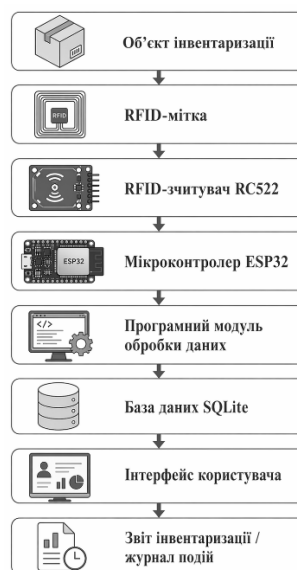 Об’єкт інвентаризації
RFID
RFID-мітка
RFID-зчитувач RC522
ESP32
Мікроконтролер ESP32
</>
Програмний модуль
обробки даних
База даних SQLite
Інтерфейс користувача
Звіт інвентаризації /
журнал подій